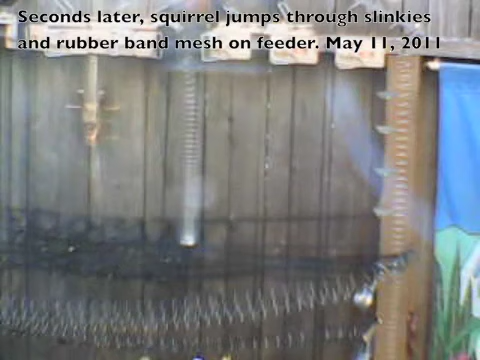 Seconds later, squirrel jumps through slinkies
and rubber band mesh on feeder. May 11, 2011